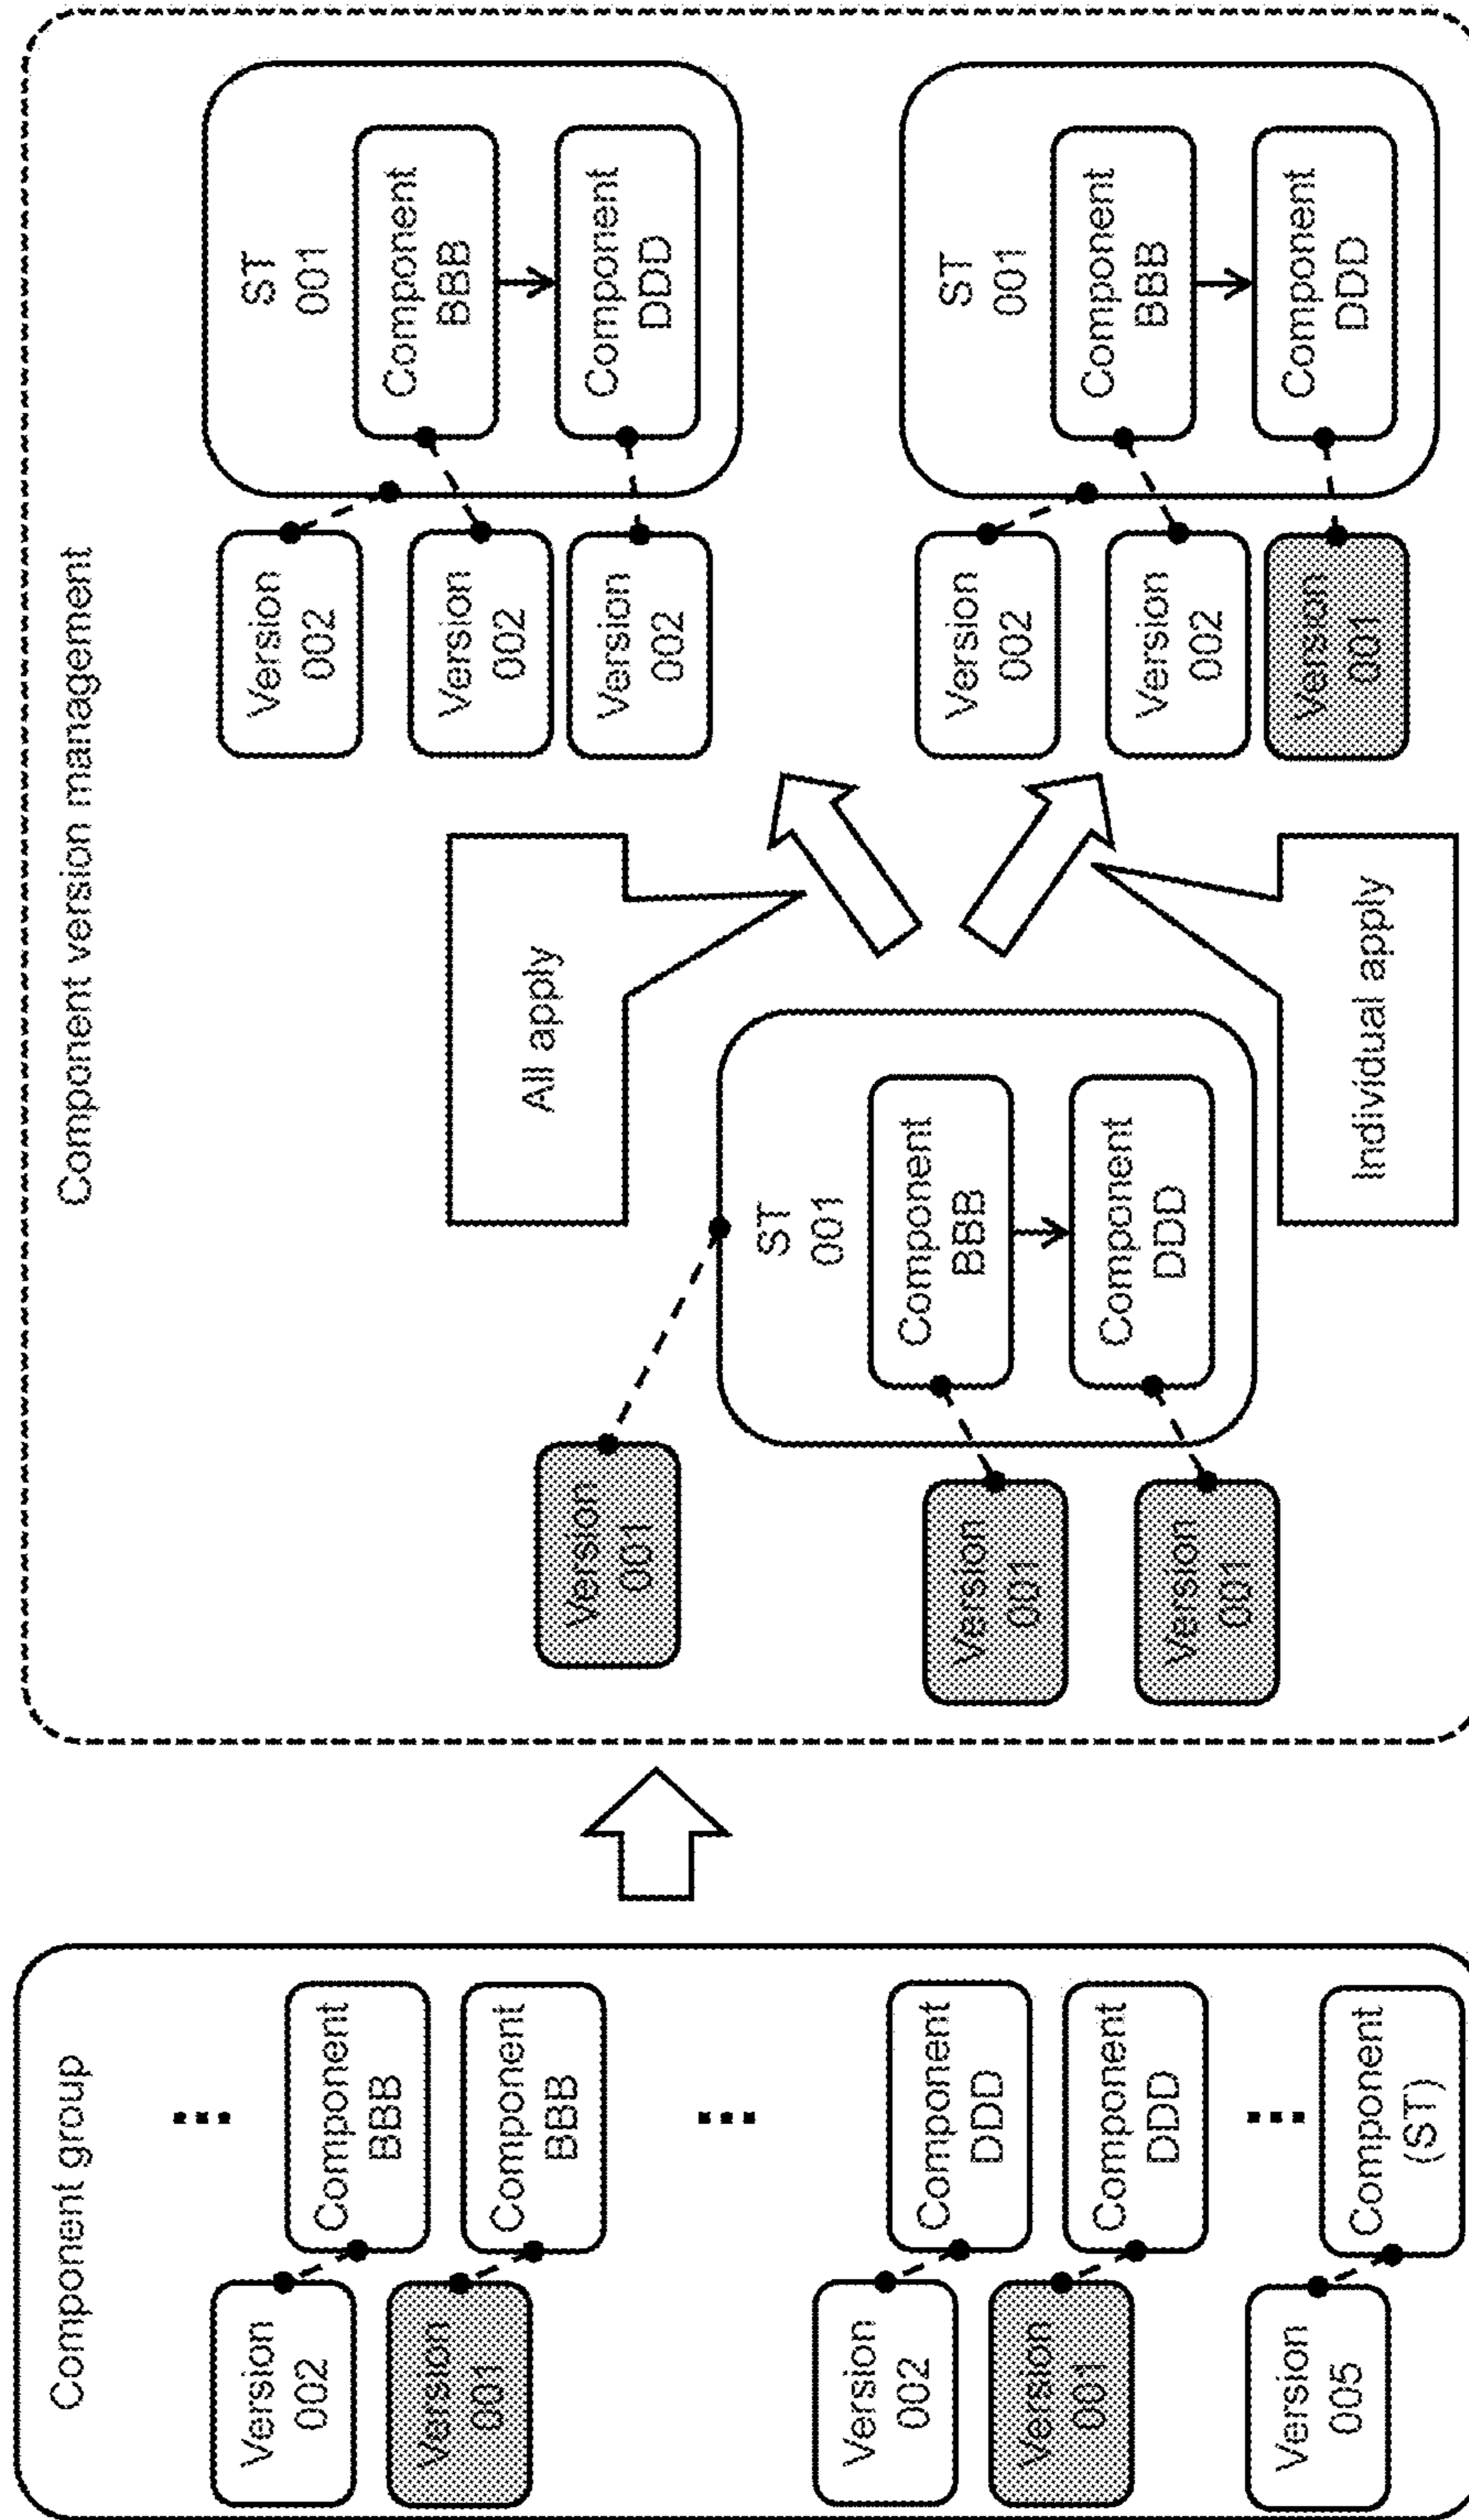 Component group
Version
002
Component
BBB
Version
001
Component
BBB
Version
002
Component
DDD
Version
001
Component
DDD
Version
005
Component
(ST)
Component version management
Version
001
ST
001
Version
001
Component
BBB
Version
001
Component
DDD
All apply
Individual apply
Version
002
ST
001
Version
002
Component
BBB
Version
002
Component
DDD
Version
002
ST
001
Version
002
Component
BBB
Version
001
Component
DDD